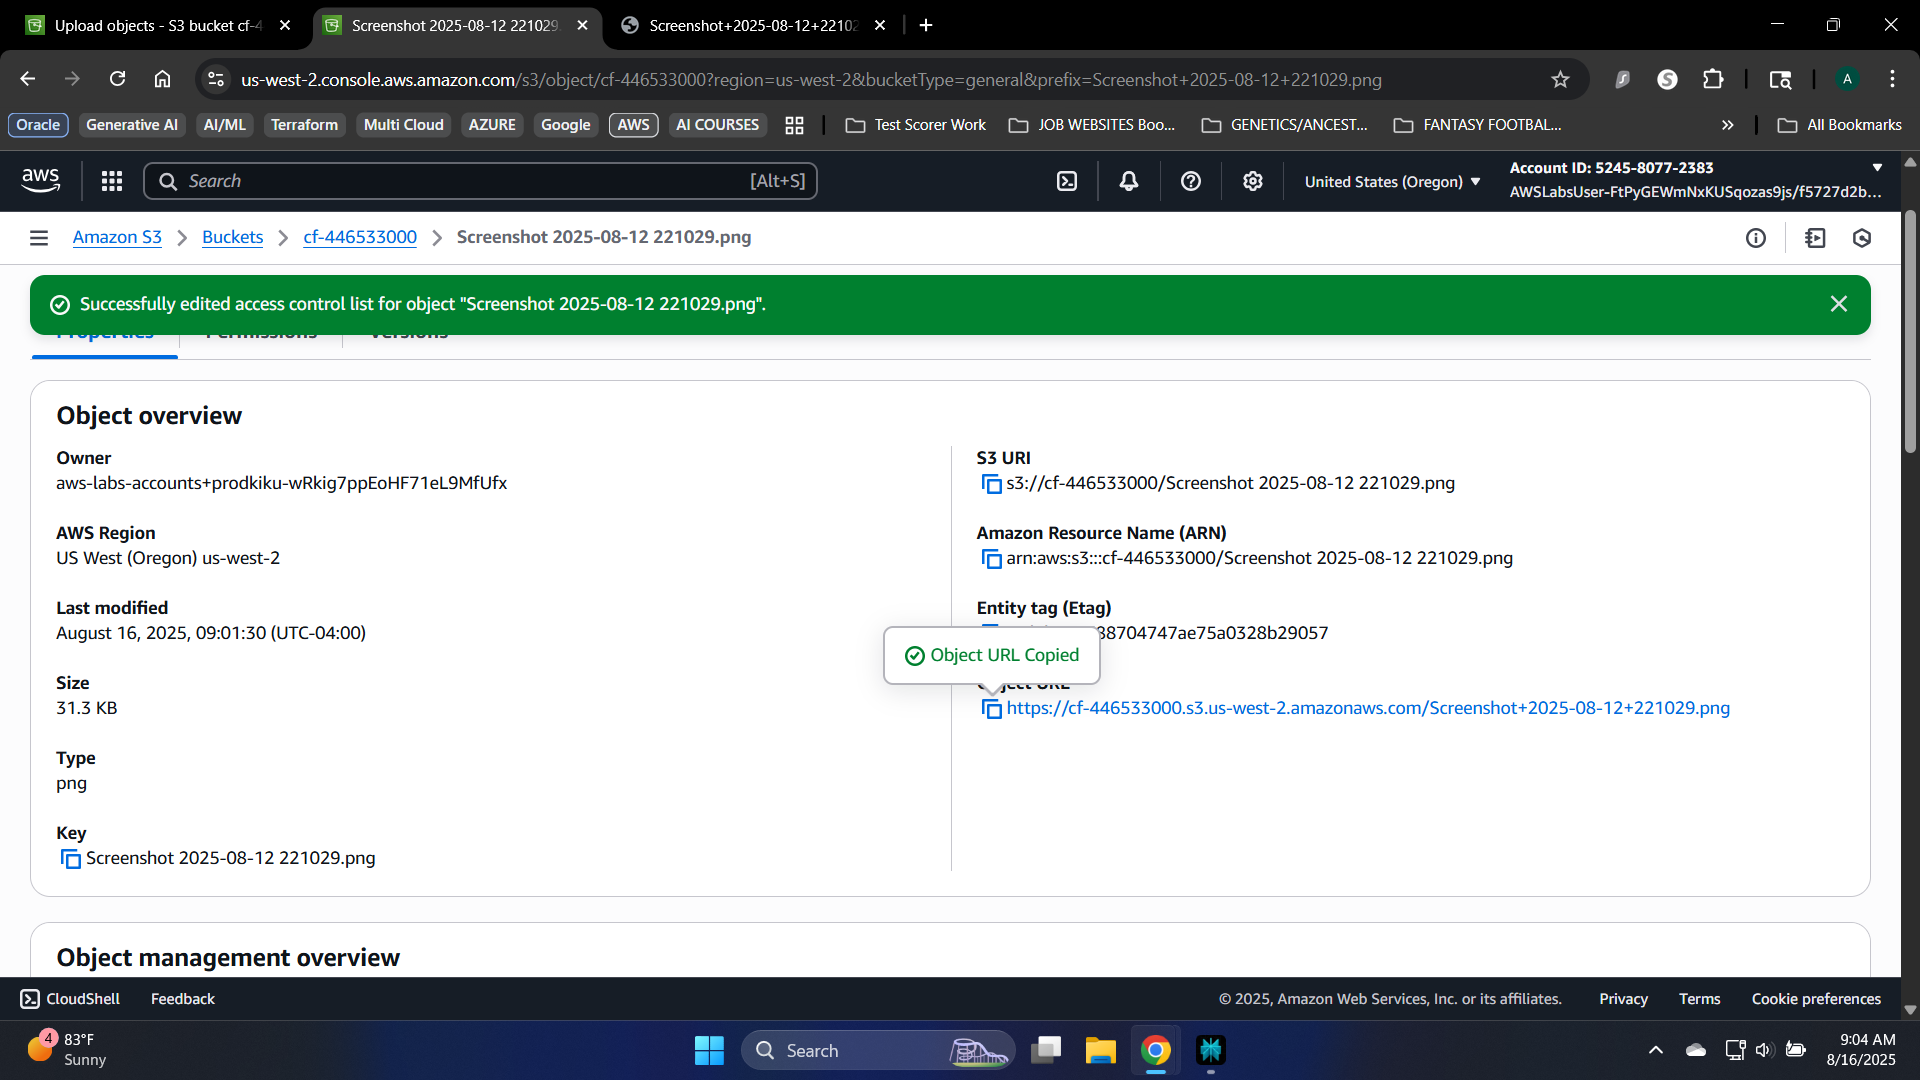 Upload objects - S3 bucket cf-4
Screenshot 2025-08-12 221029.
Screenshot+2025-08-12+22102
us-west-2.console.aws.amazon.com/s3/object/cf-446533000?region=us-west-2&bucketType=general&prefix=Screenshot+2025-08-12+221029.png
A
Oracle
Generative AI
AI/ML
Terraform
Multi Cloud
AZURE
Google
AWS
AI COURSES
Test Scorer Work
JOB WEBSITES Boo...
GENETICS/ANCEST...
FANTASY FOOTBAL...
All Bookmarks
aws
Search
[Alt+S]
United States (Oregon)
Account ID: 5245-8077-2383
AWSLabsUser-FtPyGEWmNxKUSqozas9js/f5727d2b...
Amazon S3
Buckets
cf-446533000
Screenshot 2025-08-12 221029.png
Successfully edited access control list for object "Screenshot 2025-08-12 221029.png".
Properties
Permissions
Versions
Object overview
Owner
aws-labs-accounts+prodkiku-wRkig7ppEoHF71eL9MfUfx
AWS Region
US West (Oregon) us-west-2
Last modified
August 16, 2025, 09:01:30 (UTC-04:00)
Size
31.3 KB
Type
png
Key
Screenshot 2025-08-12 221029.png
S3 URI
s3://cf-446533000/Screenshot 2025-08-12 221029.png
Amazon Resource Name (ARN)
arn:aws:s3:::cf-446533000/Screenshot 2025-08-12 221029.png
Entity tag (Etag)
88704747ae75a0328b29057
Object URL Copied
Object URL
https://cf-446533000.s3.us-west-2.amazonaws.com/Screenshot+2025-08-12+221029.png
Object management overview
CloudShell
Feedback
© 2025, Amazon Web Services, Inc. or its affiliates.
Privacy
Terms
Cookie preferences
4
83°F
Sunny
Search
9:04 AM
8/16/2025